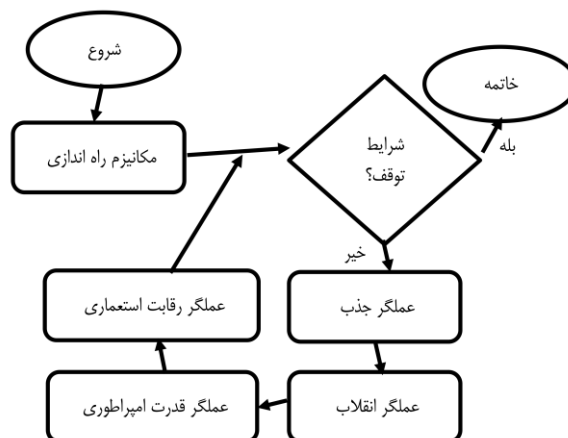 شروع
خاتمه
مکانیزم راه اندازی
شرایط
توقف؟
بله
خیر
عملگر جذب
عملگر انقلاب
عملگر قدرت امپراطوری
عملگر رقابت استعماری